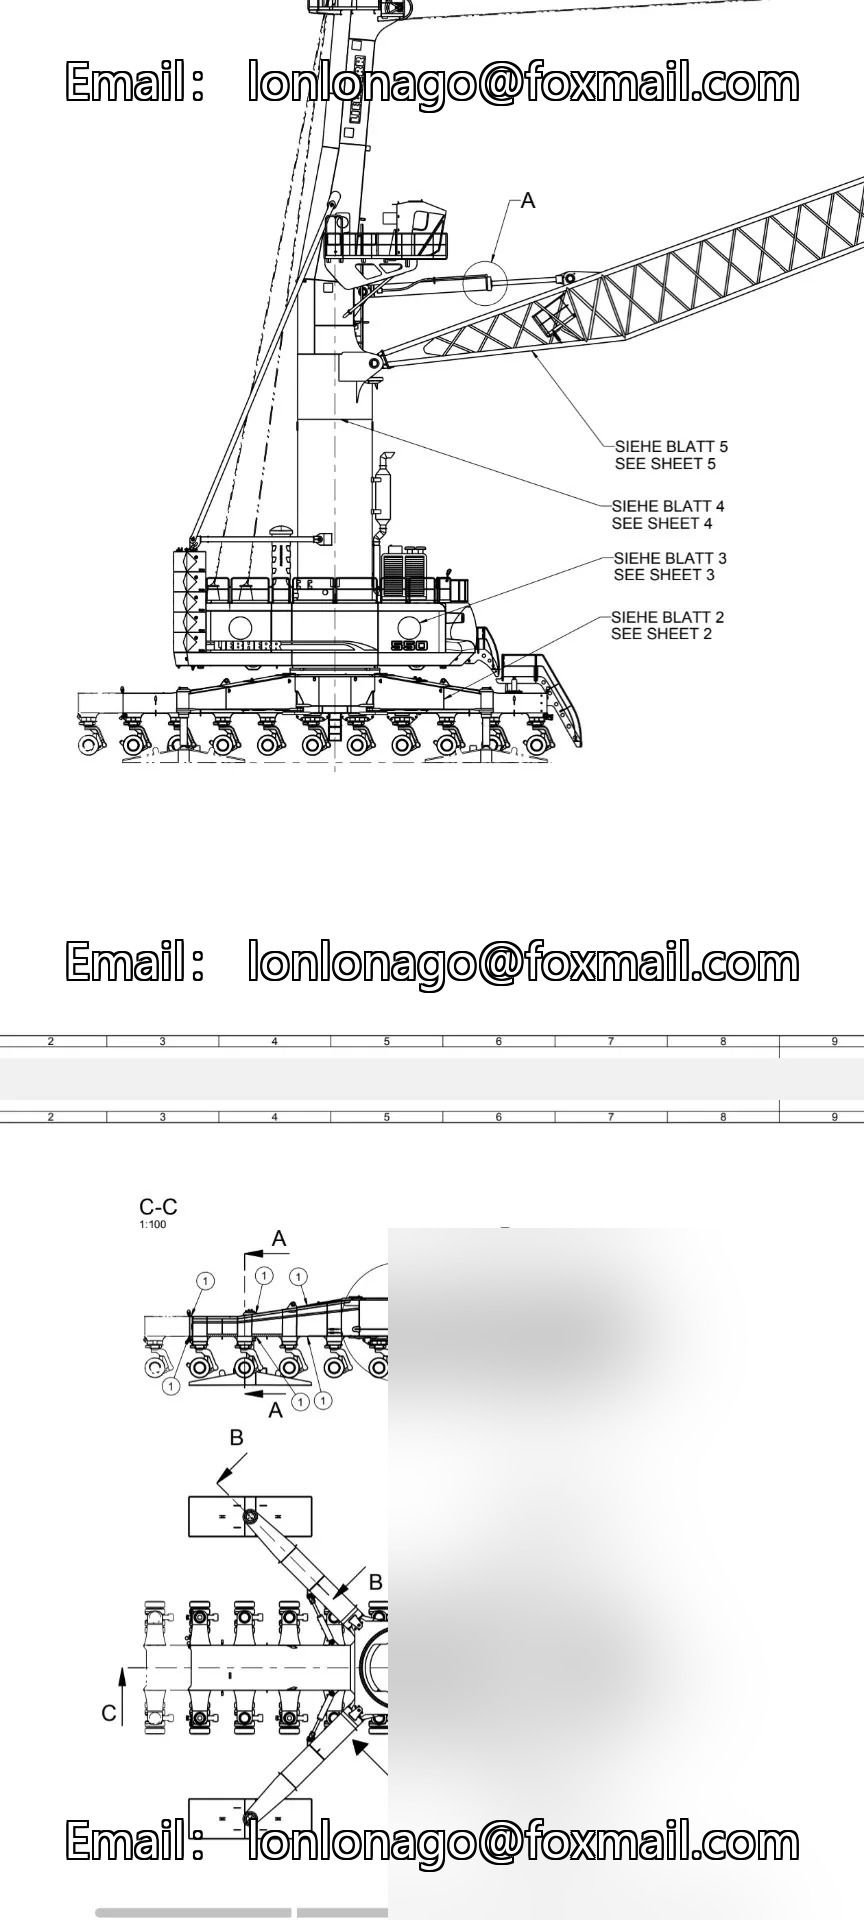 LIEBHERR
Email： lonlonago@foxmail.com
A
SIEHE BLATT 5
SEE SHEET 5
SIEHE BLATT 4
SEE SHEET 4
SIEHE BLATT 3
SEE SHEET 3
SIEHE BLATT 2
SEE SHEET 2
LIEBHERR
550
Email： lonlonago@foxmail.com
2 3 4 5 6 7 8 9
2 3 4 5 6 7 8 9
C-C
1:100
A
1 1 1
1 1 1
A
B
B
C
Email： lonlonago@foxmail.com